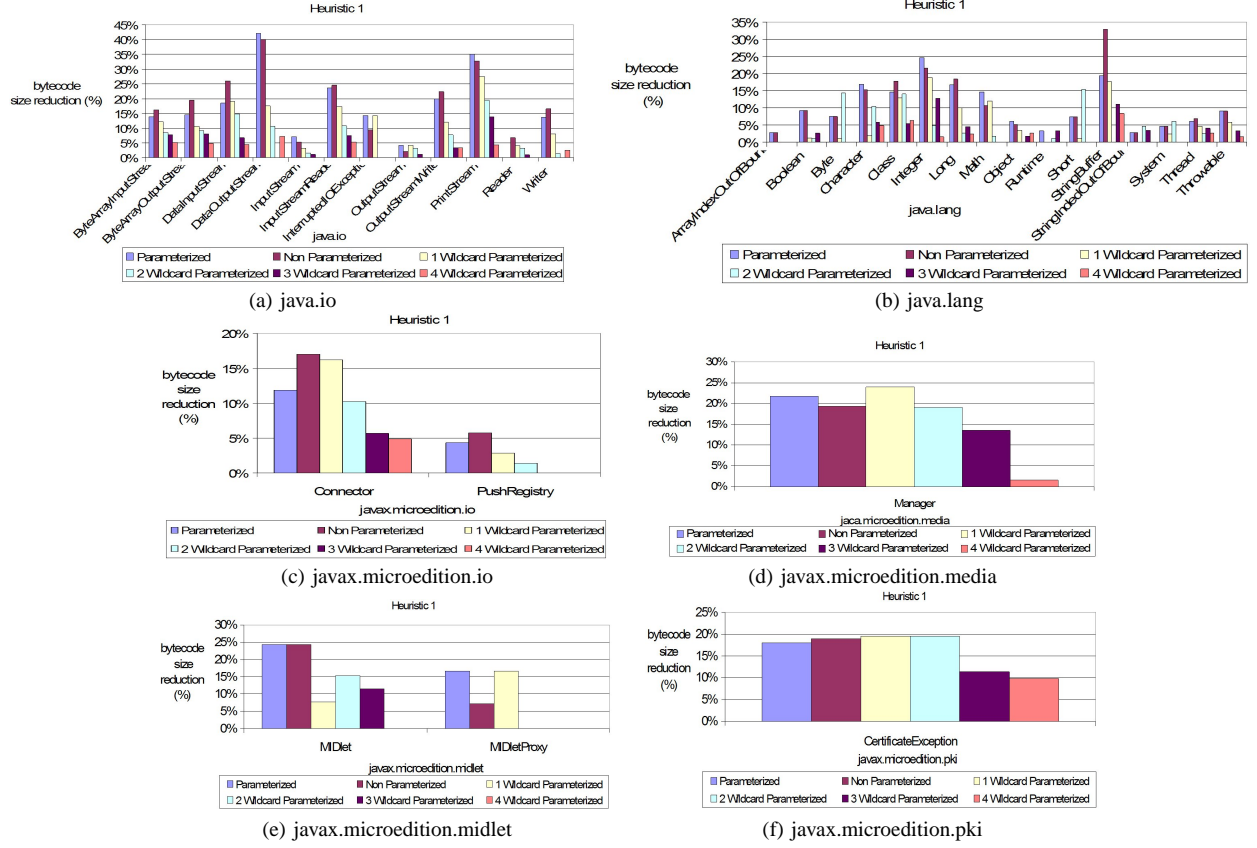 Heuristic 1
45%
40%
35%
30%
25%
20%
15%
10%
5%
0%
bytecode
size reduction (%)
ByteArrayInputStrea
ByteArrayOutputStrea
DataInputStream
DataOutputStream
InputStream
InputStreamReade
InterruptedIOExceptio
OutputStream
OutputStreamWrite
PrintStream
Reader
Writer
java.io
Parameterized Non Parameterized 1 Wildcard Parameterized
2 Wildcard Parameterized 3 Wildcard Parameterized 4 Wildcard Parameterized
(a) java.io
Heuristic 1
35%
30%
25%
20%
15%
10%
5%
0%
bytecode
size reduction (%)
ArrayIndexOutOfBoun
Boolean
Byte
Character
Class
Integer
Long
Math
Object
Runtime
Short
StringBuffer
StringIndedOutOfBour
System
Thread
Throwable
java.lang
Parameterized Non Parameterized 1 Wildcard Parameterized
2 Wildcard Parameterized 3 Wildcard Parameterized 4 Wildcard Parameterized
(b) java.lang
Heuristic 1
20%
15%
10%
5%
0%
bytecode
size
reduction
(%)
Connector PushRegistry
javax.microedition.io
Parameterized Non Parameterized 1 Wildcard Parameterized
2 Wildcard Parameterized 3 Wildcard Parameterized 4 Wildcard Parameterized
(c) javax.microedition.io
Heuristic 1
30%
25%
20%
15%
10%
5%
0%
bytecode
size
reduction
(%)
Manager
jaca.microedition.media
Parameterized Non Parameterized 1 Wildcard Parameterized
2 Wildcard Parameterized 3 Wildcard Parameterized 4 Wildcard Parameterized
(d) javax.microedition.media
Heuristic 1
30%
25%
20%
15%
10%
5%
0%
bytecode
size
reduction
(%)
MIDlet MIDletProxy
javax.microedition.midlet
Parameterized Non Parameterized 1 Wildcard Parameterized
2 Wildcard Parameterized 3 Wildcard Parameterized 4 Wildcard Parameterized
(e) javax.microedition.midlet
Heuristic 1
25%
20%
15%
10%
5%
0%
bytecode
size
reduction
(%)
CertificateException
javax.microedition.pki
Parameterized Non Parameterized 1 Wildcard Parameterized
2 Wildcard Parameterized 3 Wildcard Parameterized 4 Wildcard Parameterized
(f) javax.microedition.pki